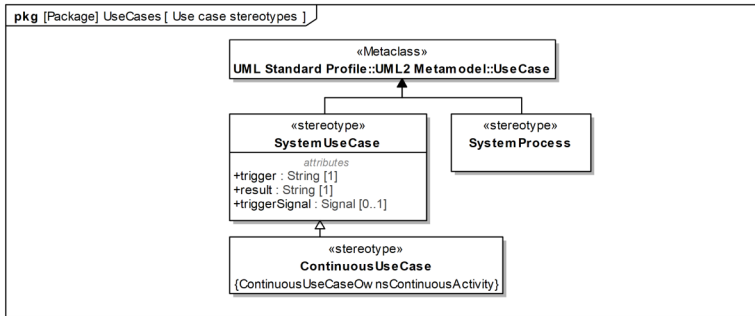 pkg [Package] UseCases [ Use case stereotypes ]
«Metaclass»
UML Standard Profile::UML2 Metamodel::UseCase
«stereotype»
SystemUseCase
attributes
+trigger : String [1]
+result : String [1]
+triggerSignal : Signal [0..1]
«stereotype»
SystemProcess
«stereotype»
ContinuousUseCase
{ContinuousUseCaseOwnsContinuousActivity}